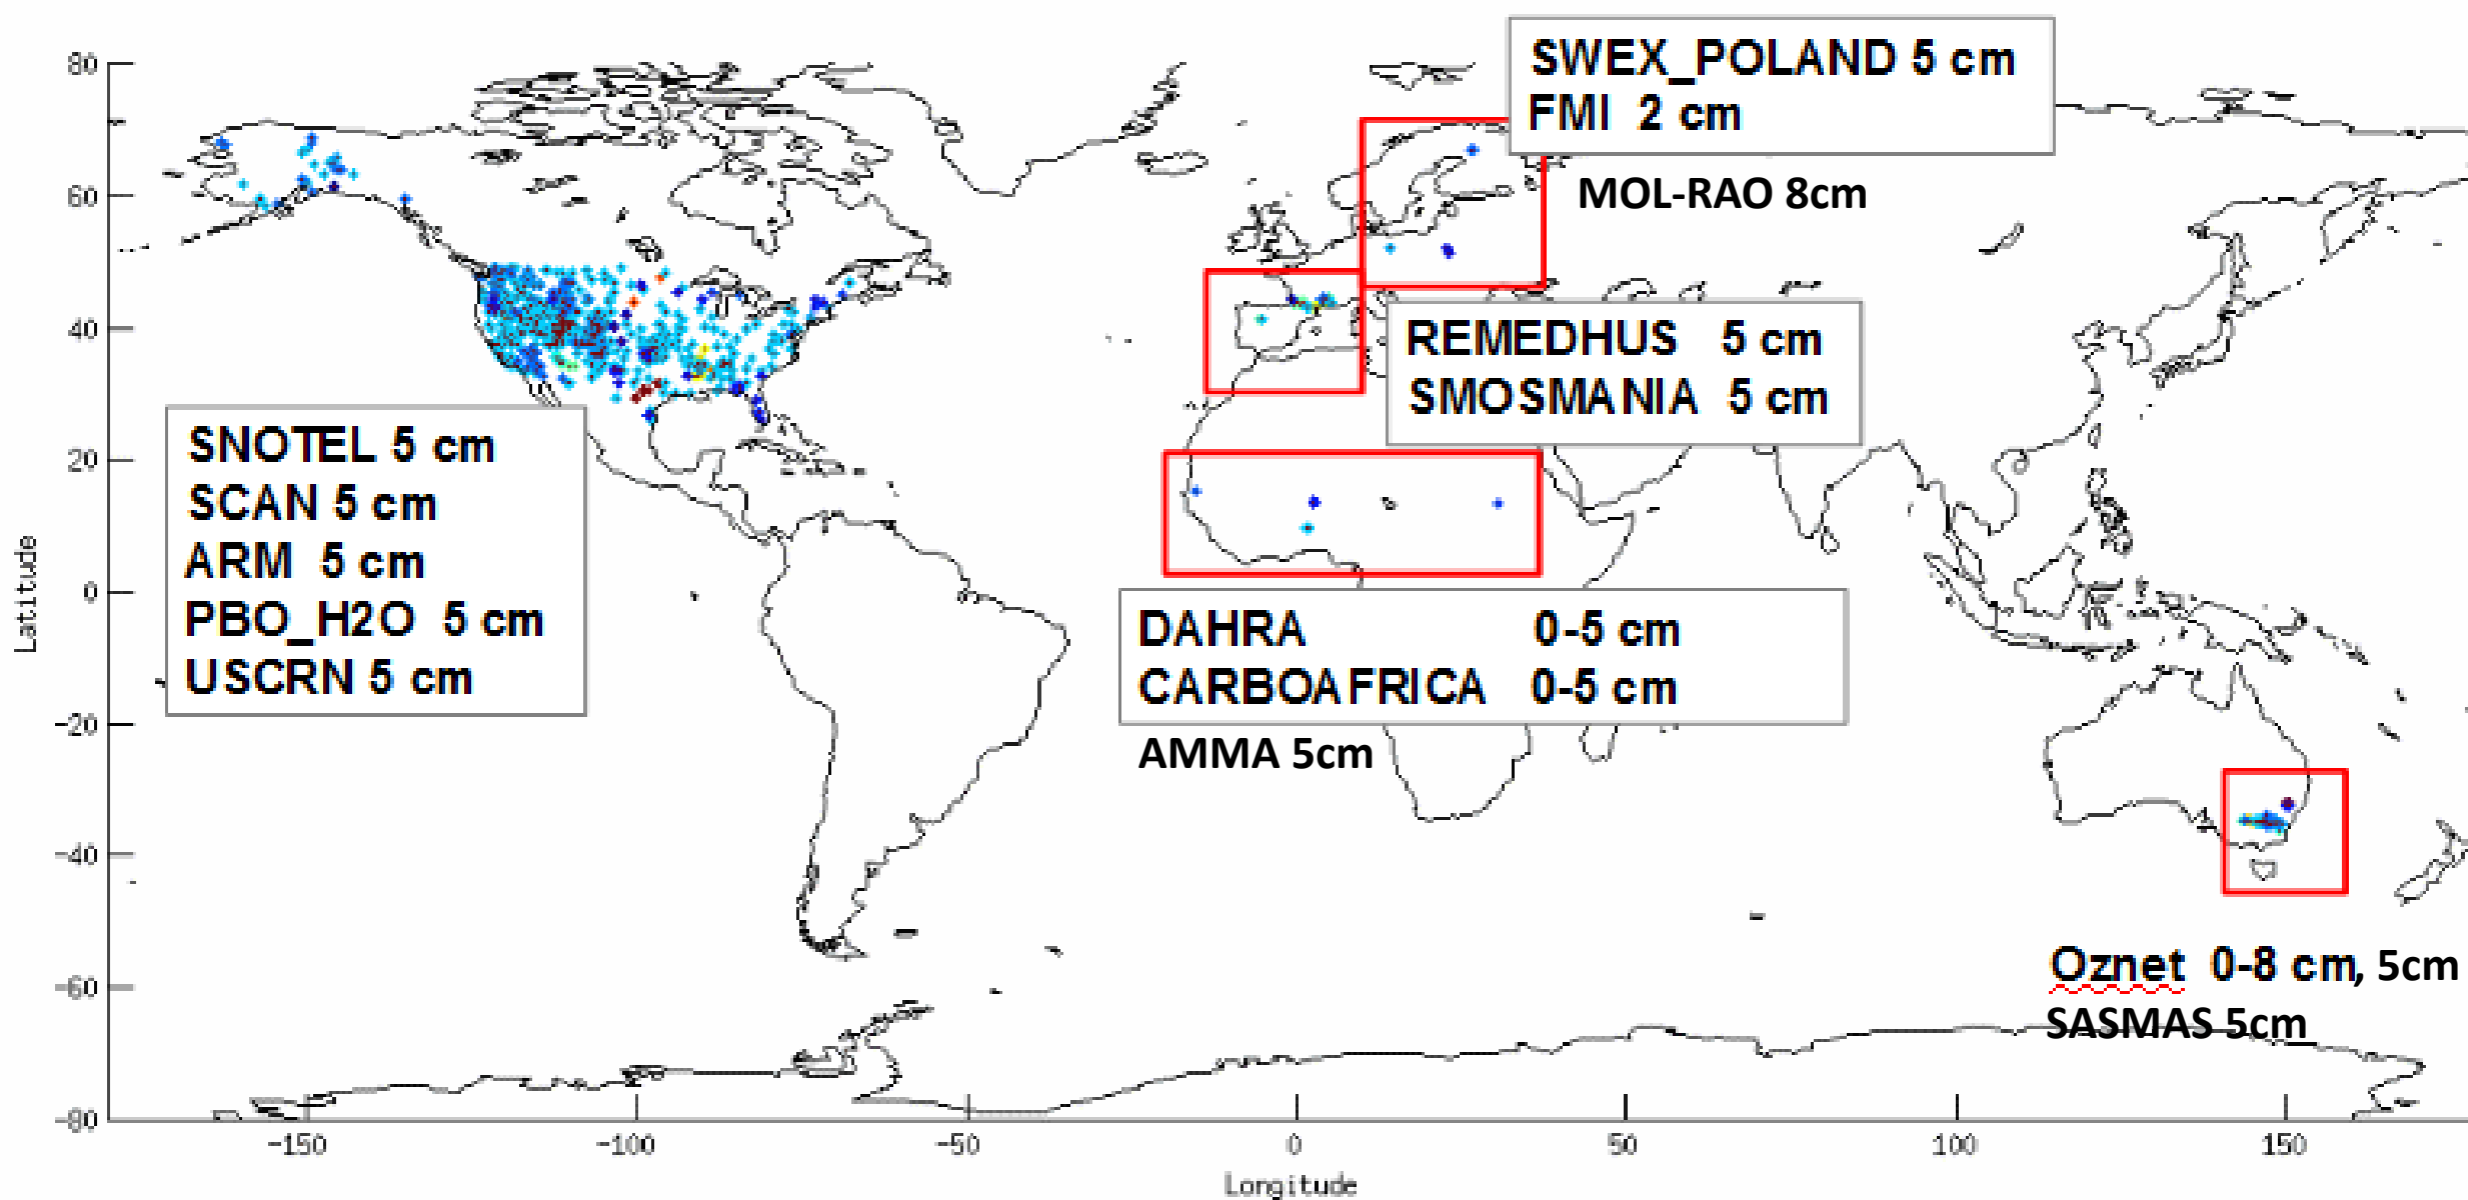 SWEX_POLAND 5 cm
FMI 2 cm
MOL-RAO 8cm
REMEDHUS 5 cm
SMOSMANIA 5 cm
SNOTEL 5 cm
SCAN 5 cm
ARM 5 cm
PBO_H2O 5 cm
USCRN 5 cm
DAHRA 0-5 cm
CARBOAFRICA 0-5 cm
AMMA 5cm
Oznet 0-8 cm, 5cm
SASMAS 5cm
80
60
40
20
0
-20
-40
-60
-80
Latitude
-150 -100 -50 0 50 100 150
Longitude